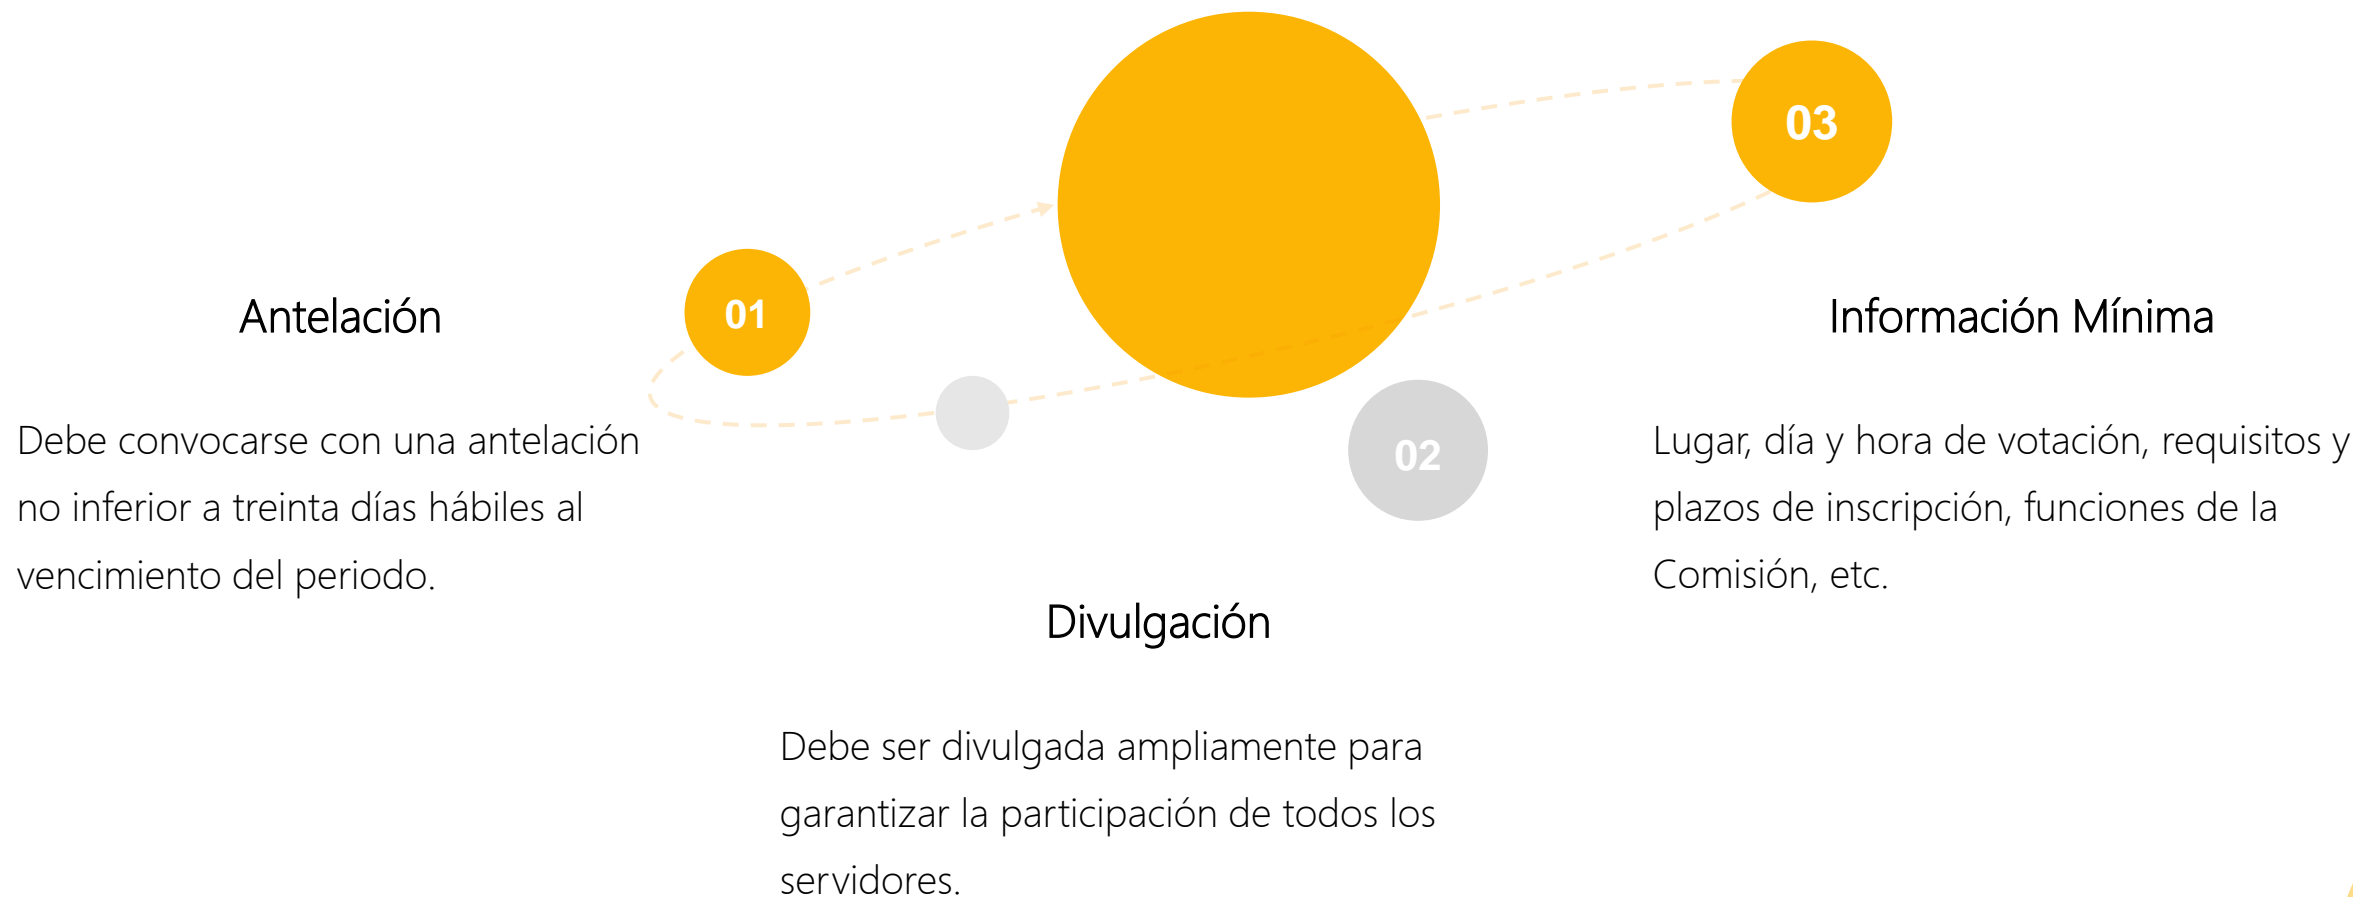 01
Antelación
Debe convocarse con una antelación
no inferior a treinta días hábiles al
vencimiento del periodo.
02
Divulgación
Debe ser divulgada ampliamente para
garantizar la participación de todos los
servidores.
03
Información Mínima
Lugar, día y hora de votación, requisitos y
plazos de inscripción, funciones de la
Comisión, etc.